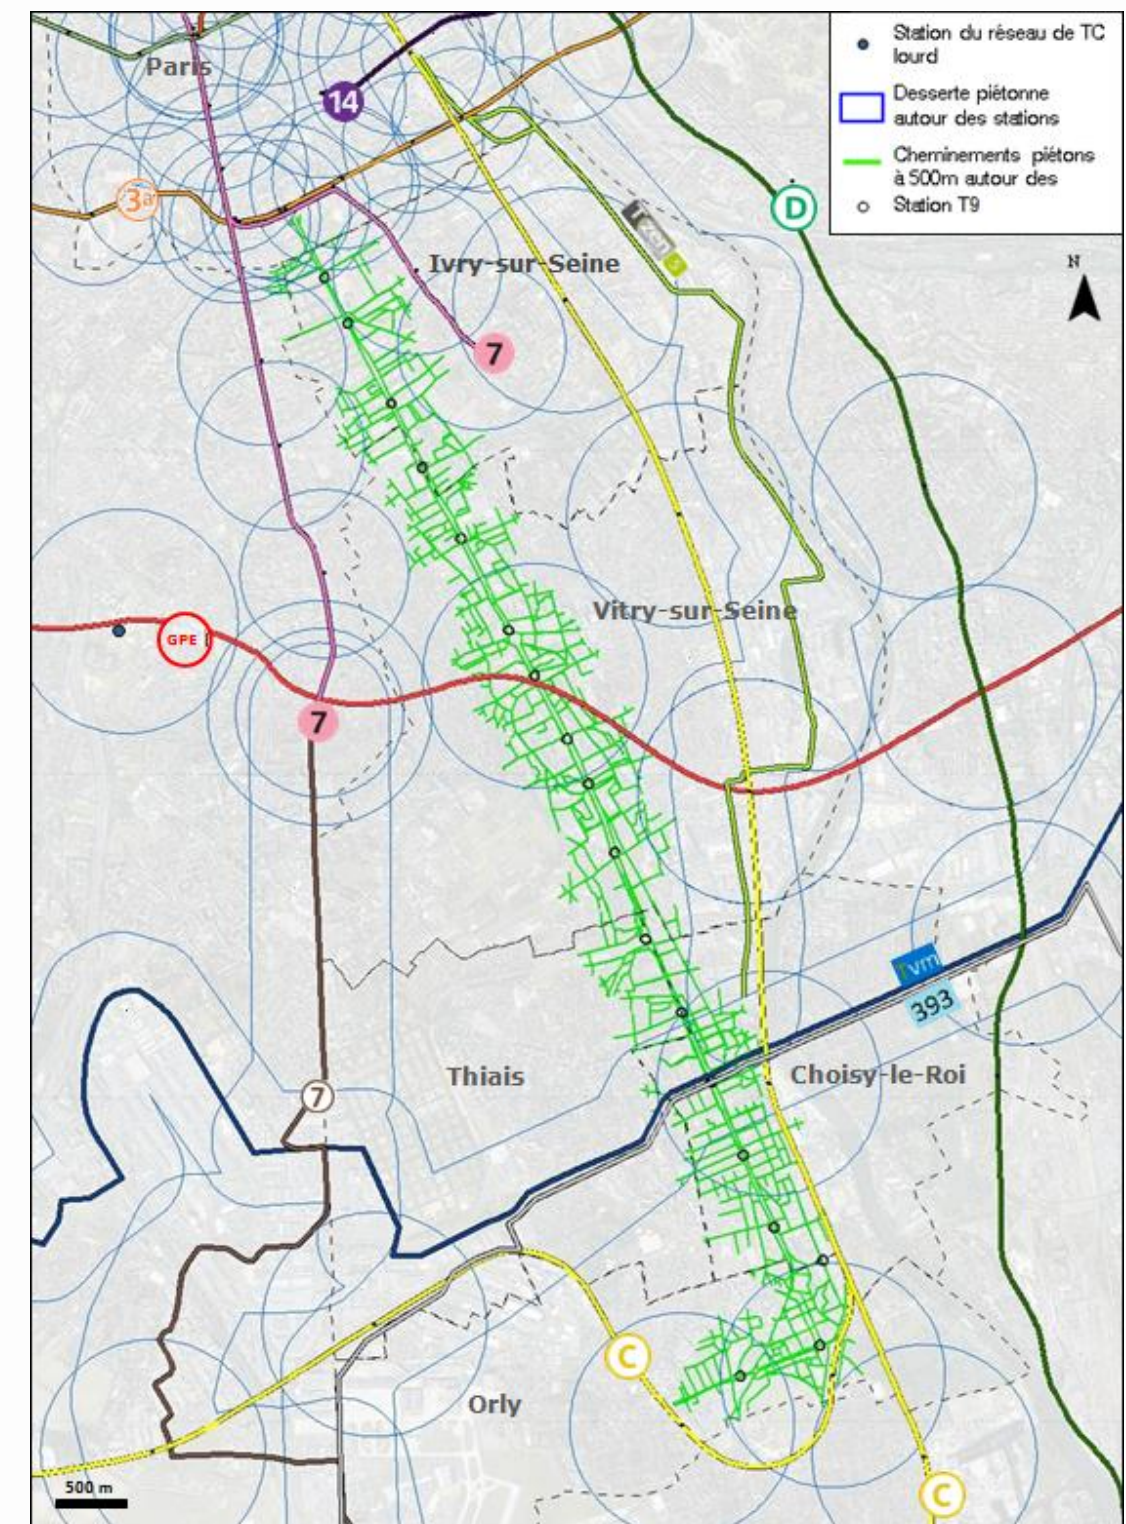 Station du réseau de TC
lourd
Desserte piétonne
autour des stations
Cheminements piétons
à 500m autour des
Station T9
N
Paris
14
3a
D
T Zen 5
Ivry-sur-Seine
7
Vitry-sur-Seine
GPE
7
Tvm
393
Thiais
Choisy-le-Roi
7
C
Orly
500 m
C